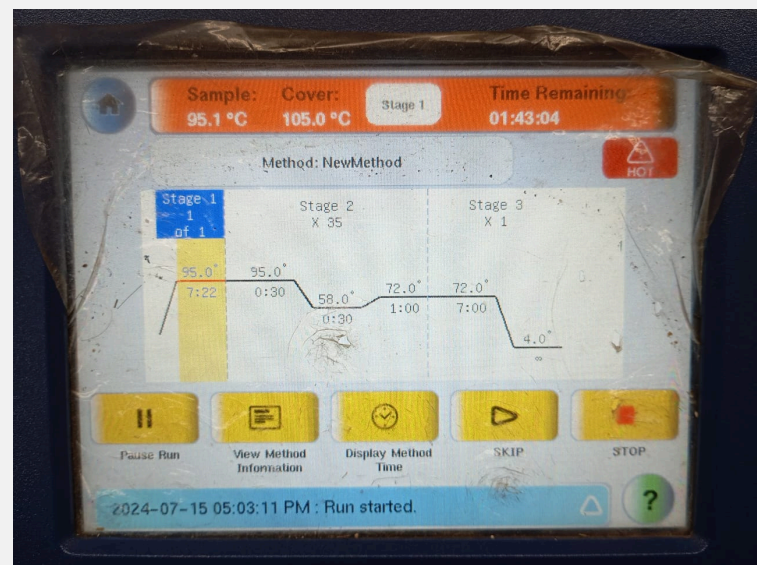 Sample: Cover: Stage 1 Time Remaining:
95.1 °C 105.0 °C 01:43:04
Method: NewMethod
HOT
Stage 1 Stage 2 Stage 3
1 X 35 X 1
of 1
95.0° 95.0° 58.0° 72.0° 72.0° 4.0°
7:22 0:30 0:30 1:00 7:00 ∞
Pause Run
View Method
Information
Display Method
Time
SKIP
STOP
2024-07-15 05:03:11 PM : Run started.
?